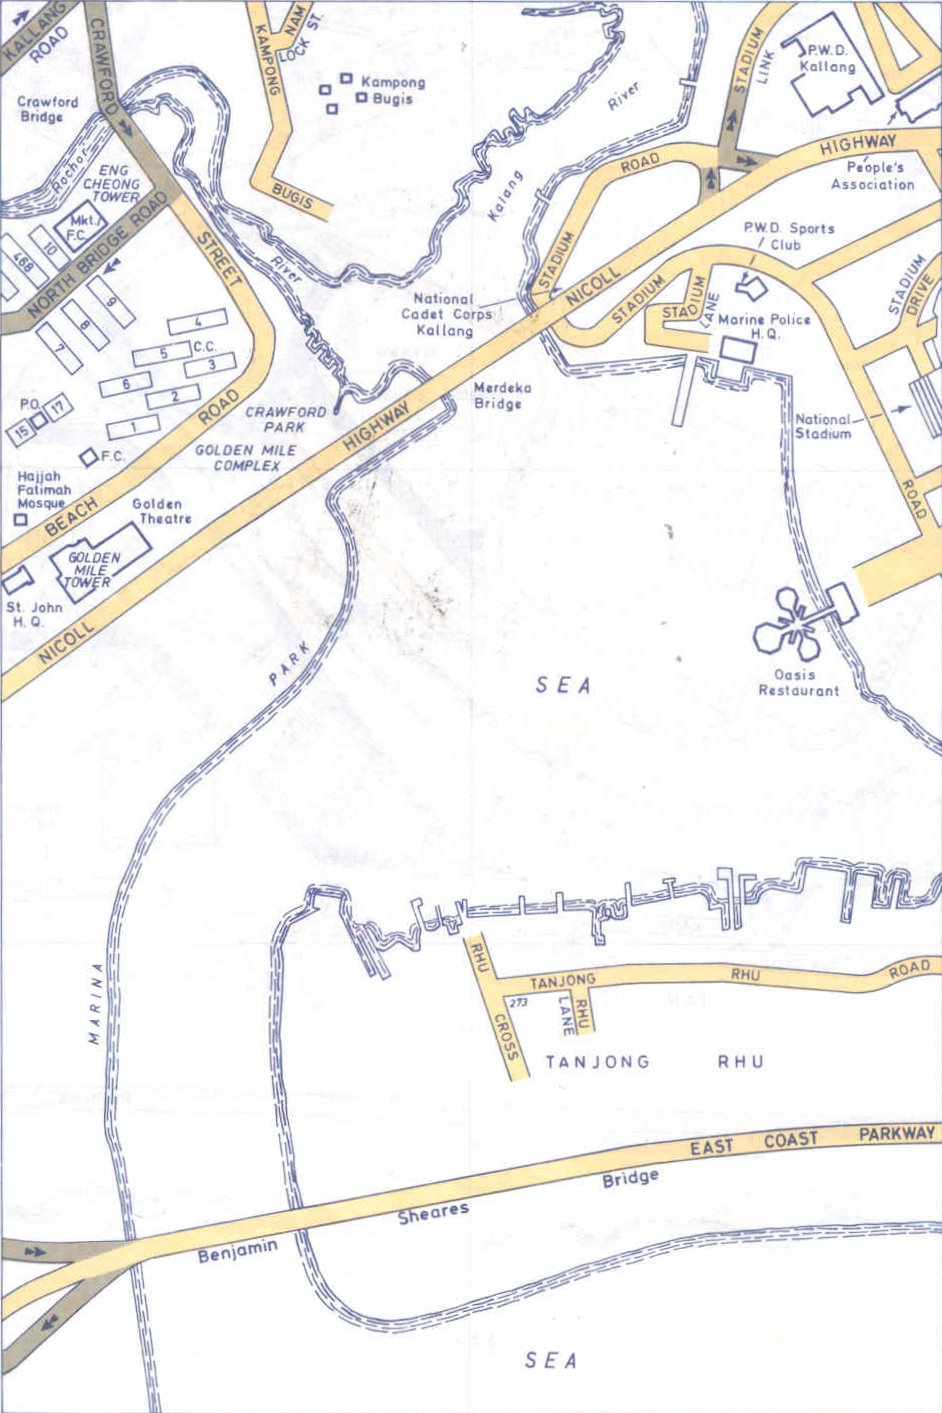 KALLANG
ROAD
CRAWFORD
STREET
KAMPONG
BUGIS
NAM
LOCK ST.
Kampong
Bugis
River
STADIUM
LINK
P.W.D.
Kallang
Crawford
Bridge
Rochor
River
ENG
CHEONG
TOWER
Mkt./
F.C.
10
468
NORTH BRIDGE ROAD
Kalang
ROAD
STADIUM
HIGHWAY
NICOLL
People's
Association
P.W.D. Sports
Club
STADIUM
STADIUM
LANE
STADIUM
DRIVE
National
Cadet Corps
Kallang
Marine Police
H.Q.
9
8
7
4
5
C.C.
3
6
2
1
P.O.
17
15
F.C.
CRAWFORD
PARK
GOLDEN MILE
COMPLEX
HIGHWAY
Merdeka
Bridge
National
Stadium
ROAD
Hajjah
Fatimah
Mosque
BEACH
ROAD
Golden
Theatre
GOLDEN
MILE
TOWER
St. John
H.Q.
NICOLL
PARK
SEA
Oasis
Restaurant
MARINA
RHU
CROSS
TANJONG
RHU
ROAD
273
LANE
RHU
TANJONG RHU
EAST COAST PARKWAY
Benjamin
Sheares
Bridge
SEA